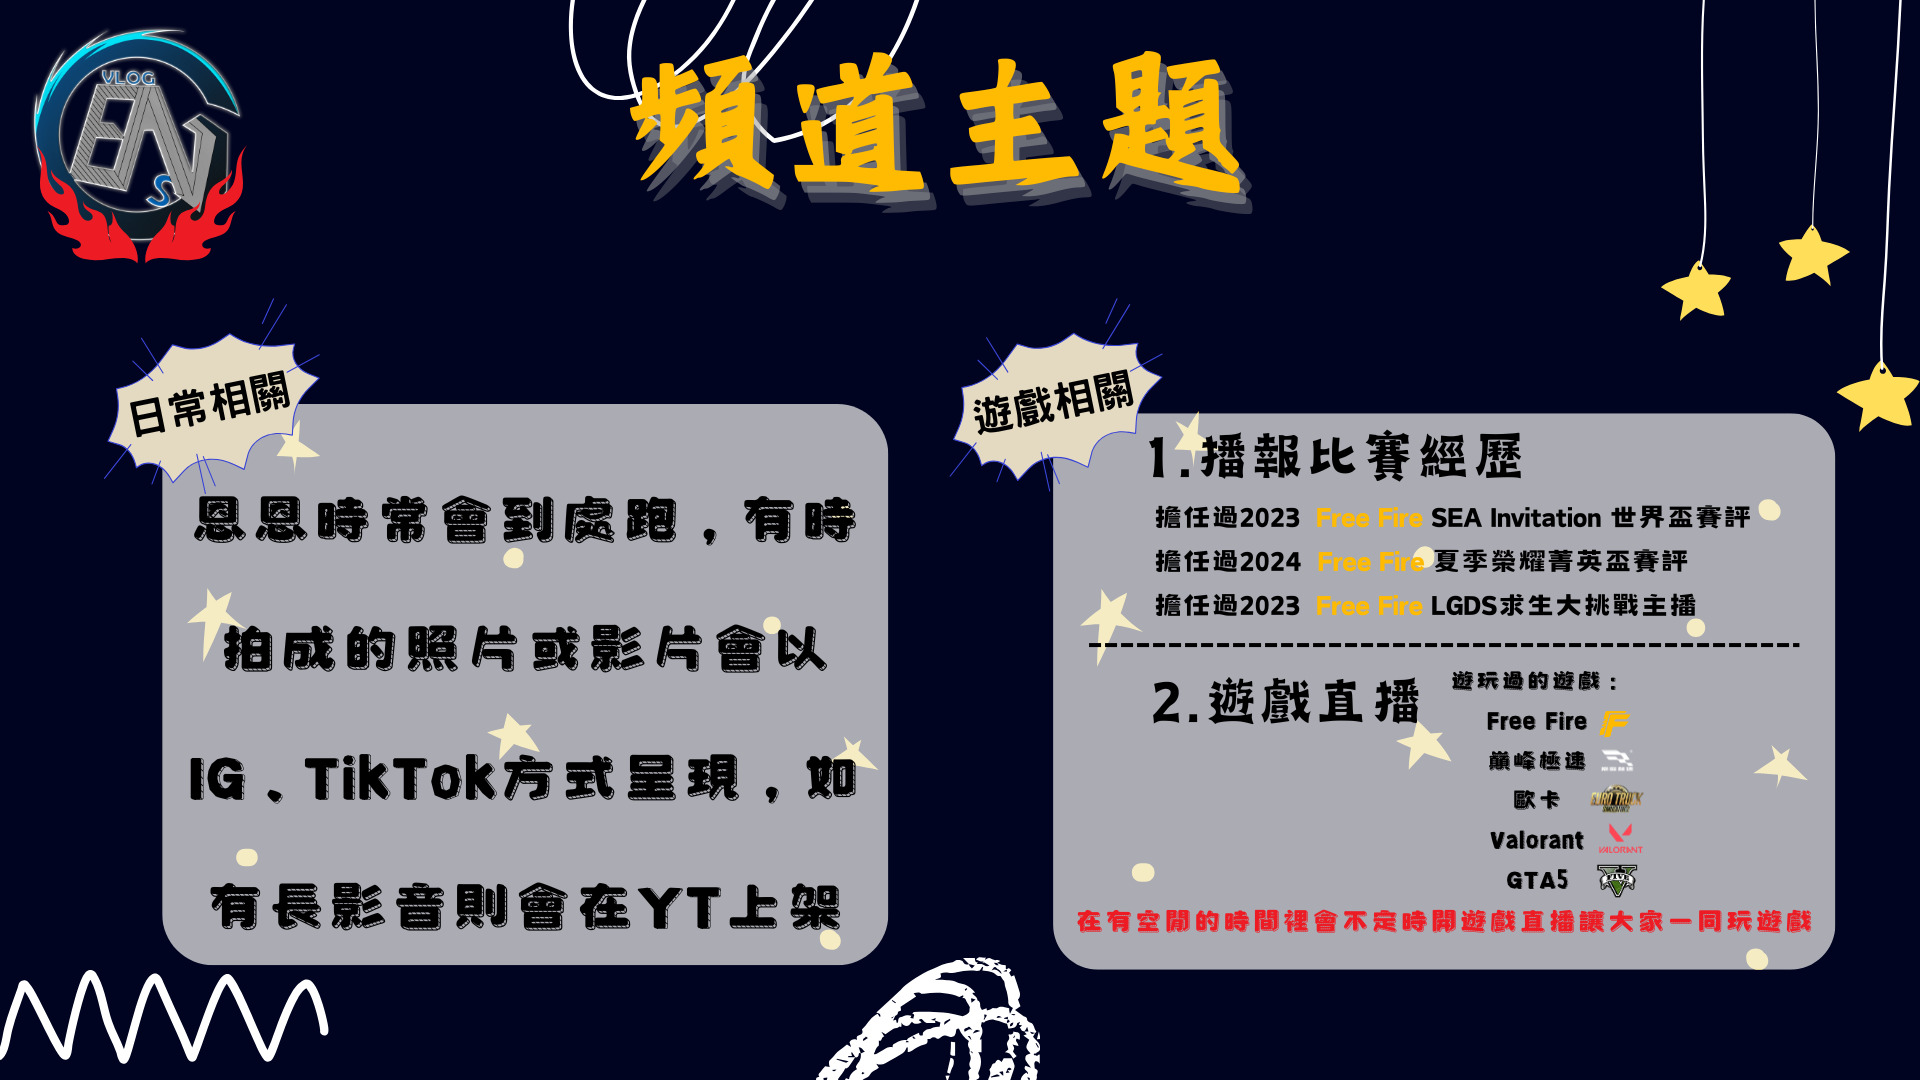 VLOG
EN
S
頻道主題
日常相關
恩恩時常會到處跑，有時
拍成的照片或影片會以
IG、TikTok方式呈現，如
有長影音則會在YT上架
遊戲相關
1.播報比賽經歷
擔任過2023 Free Fire SEA Invitation 世界盃賽評
擔任過2024 Free Fire 夏季榮耀菁英盃賽評
擔任過2023 Free Fire LGDS求生大挑戰主播
2.遊戲直播
遊玩過的遊戲：
Free Fire
巔峰極速
歐卡
EURO TRUCK
Valorant
VALORANT
GTA5
FIVE
在有空閒的時間裡會不定時開遊戲直播讓大家一同玩遊戲